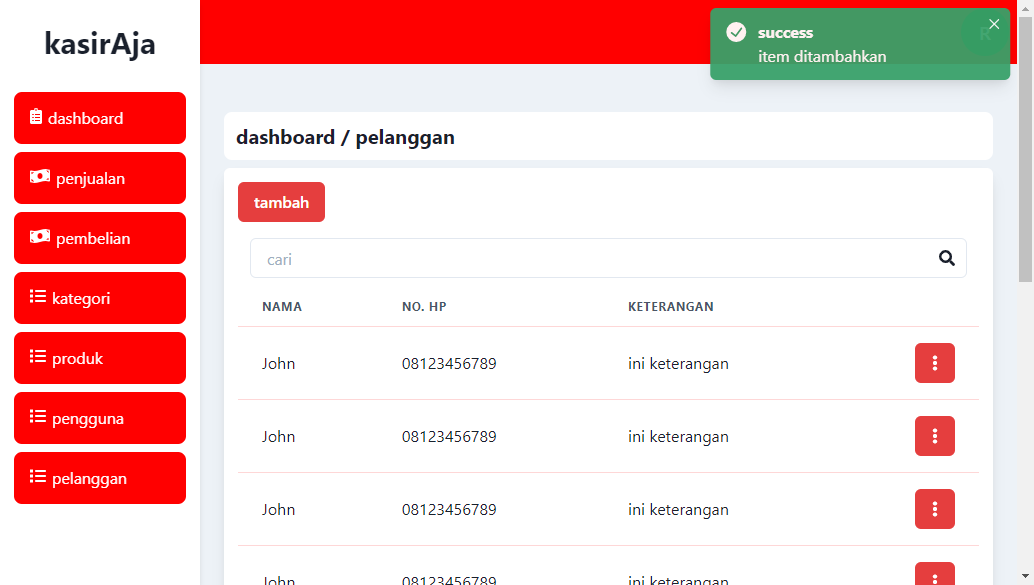 kasirAja
dashboard
penjualan
pembelian
kategori
produk
pengguna
pelanggan
success
item ditambahkan
R
dashboard / pelanggan
tambah
cari
NAMA NO. HP KETERANGAN
John 08123456789 ini keterangan
John 08123456789 ini keterangan
John 08123456789 ini keterangan
John 08123456789 ini keterangan